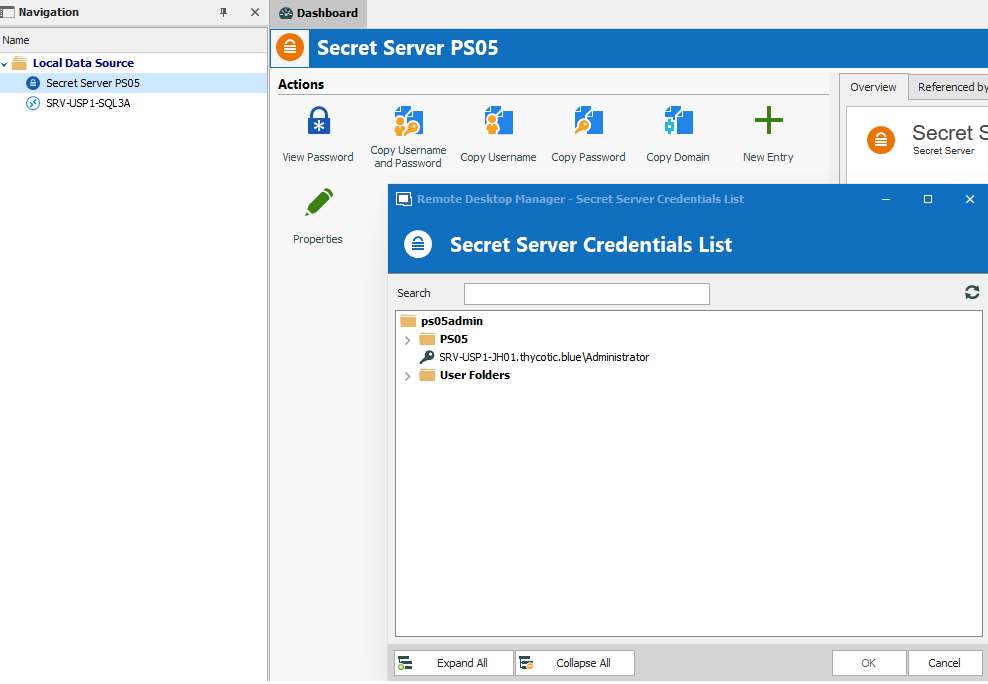 Navigation
Name
Local Data Source
Secret Server PS05
SRV-USP1-SQL3A
Dashboard
Secret Server PS05
Actions
View Password
Copy Username
and Password
Copy Username
Copy Password
Copy Domain
New Entry
Properties
Overview
Referenced by
Secret S
Secret Server
Remote Desktop Manager - Secret Server Credentials List
Secret Server Credentials List
Search
ps05admin
PS05
SRV-USP1-JH01.thycotic.blue\Administrator
User Folders
Expand All
Collapse All
OK
Cancel